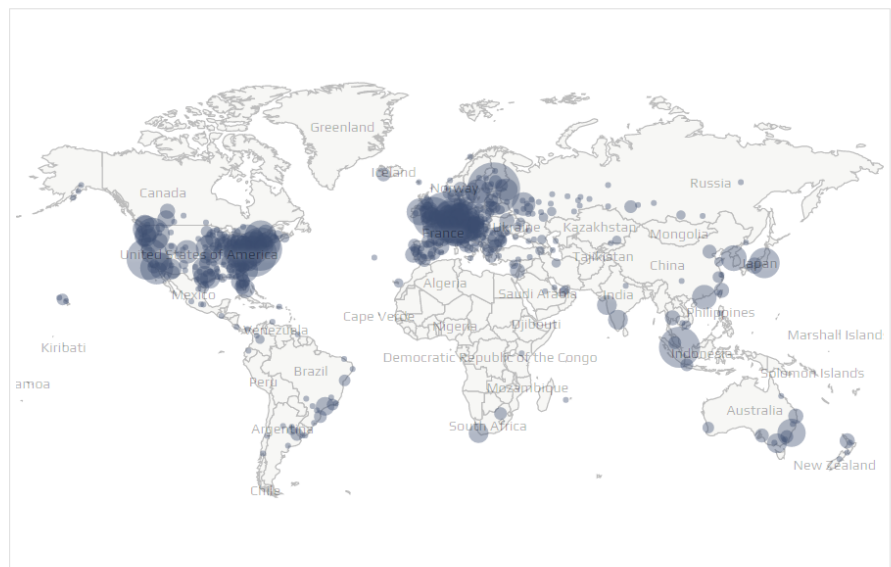 Greenland
Iceland
Canada
Norway
Russia
France
Ukraine
Kazakhstan
Mongolia
United States of America
Tajikistan
China
Japan
Mexico
Algeria
Saudi Arabia
India
Cape Verde
Nigeria
Djibouti
Philippines
Venezuela
Marshall Island
Kiribati
Democratic Republic of the Congo
Indonesia
Solomon Islands
amoa
Peru
Brazil
Mozambique
Australia
Argentina
South Africa
New Zealand
Chile